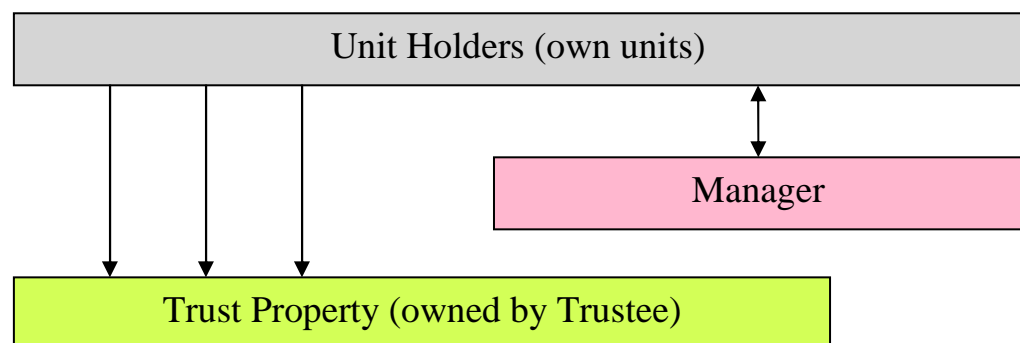 Unit Holders (own units)
Manager
Trust Property (owned by Trustee)